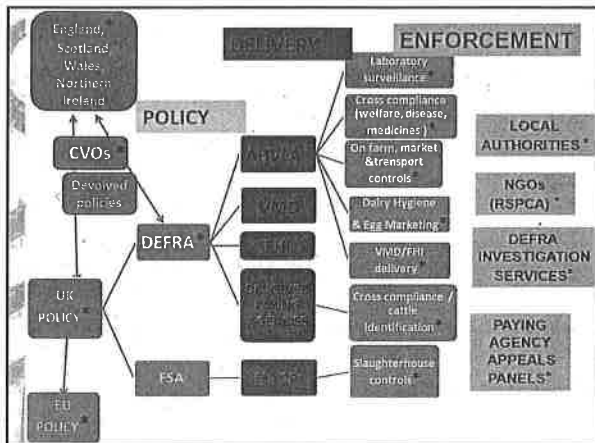 England,*
Scotland,
Wales,
Northern
Ireland
DELIVERY
ENFORCEMENT
POLICY
CVOs*
Devolved
policies
DEFRA*
UK
POLICY*
EU
POLICY*
FSA
VMD
FHI
Laboratory
surveillance*
Cross compliance
(welfare, disease,
medicines)*
On farm, market
&transport
controls*
Dairy Hygiene
& Egg Marketing*
VMD/FHI
delivery*
Cross compliance /
cattle
Identification*
Slaughterhouse
controls*
LOCAL
AUTHORITIES*
NGOs
(RSPCA)*
DEFRA
INVESTIGATION
SERVICES*
PAYING
AGENCY
APPEALS
PANELS*